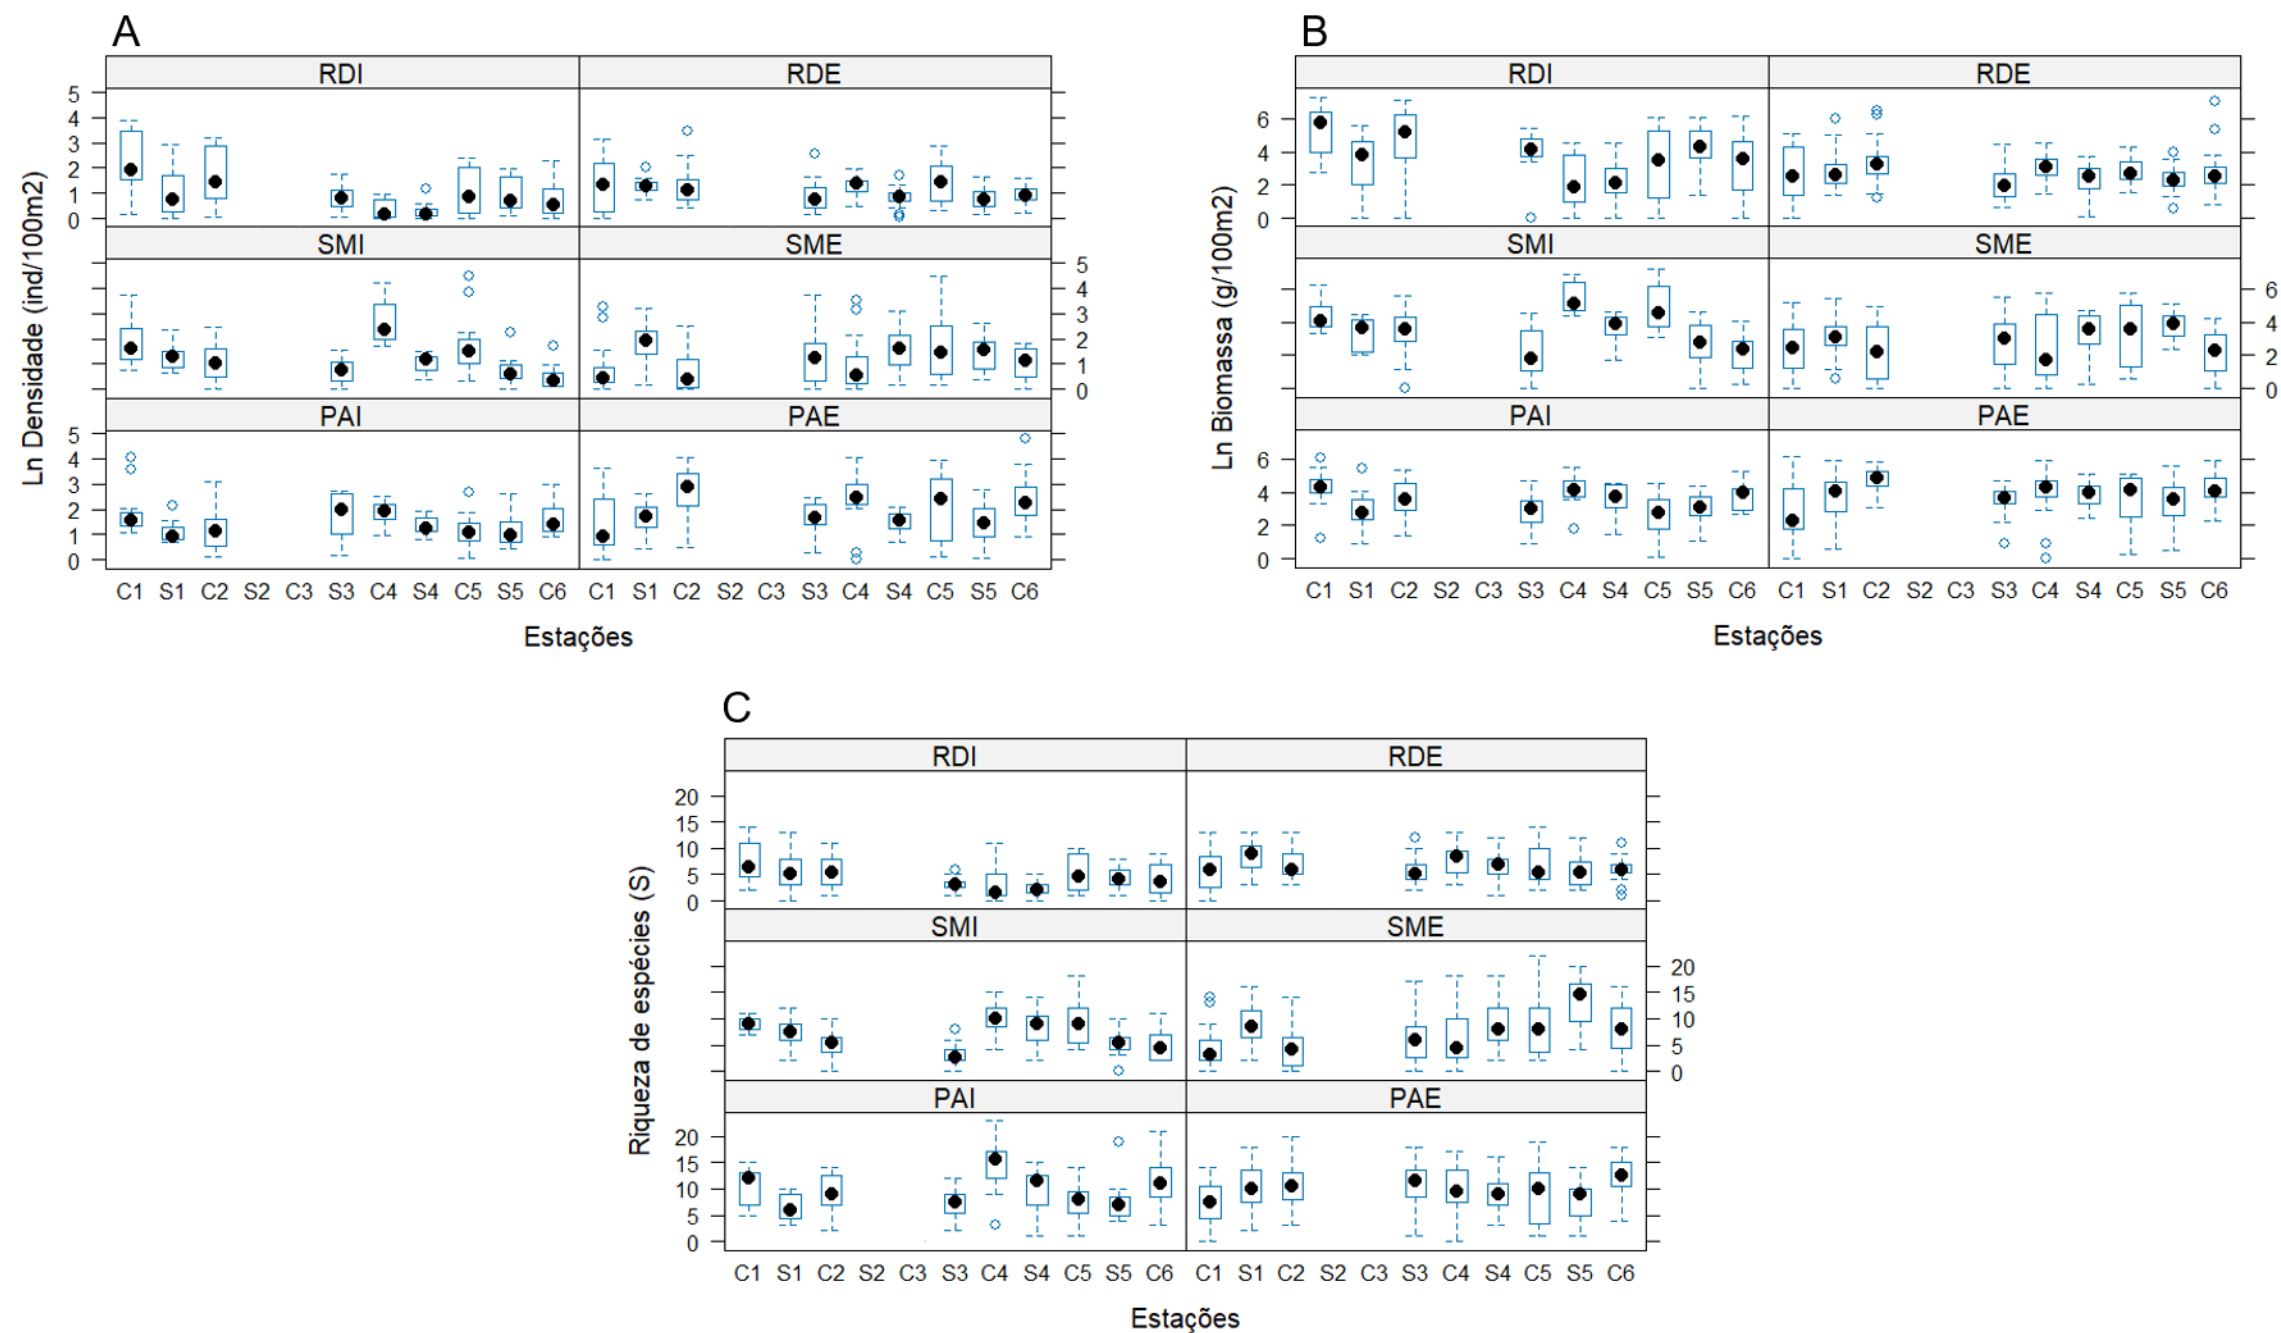 A
RDI RDE
5
4
3
2
1
0
SMI SME
5
4
3
2
1
0
PAI PAE
5
4
3
2
1
0
Ln Densidade (ind/100m2)
C1 S1 C2 S2 C3 S3 C4 S4 C5 S5 C6 C1 S1 C2 S2 C3 S3 C4 S4 C5 S5 C6
Estações
B
RDI RDE
6
4
2
0
SMI SME
6
4
2
0
PAI PAE
6
4
2
0
Ln Biomassa (g/100m2)
C1 S1 C2 S2 C3 S3 C4 S4 C5 S5 C6 C1 S1 C2 S2 C3 S3 C4 S4 C5 S5 C6
Estações
C
RDI RDE
20
15
10
5
0
SMI SME
20
15
10
5
0
PAI PAE
20
15
10
5
0
Riqueza de espécies (S)
C1 S1 C2 S2 C3 S3 C4 S4 C5 S5 C6 C1 S1 C2 S2 C3 S3 C4 S4 C5 S5 C6
Estações